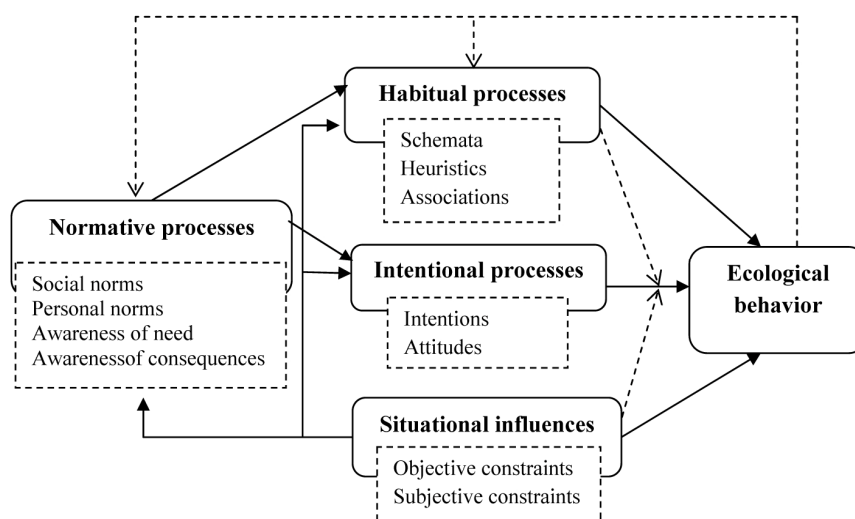 Habitual processes
Schemata
Heuristics
Associations
Normative processes
Social norms
Personal norms
Awareness of need
Awarenessof consequences
Intentional processes
Intentions
Attitudes
Ecological
behavior
Situational influences
Objective constraints
Subjective constraints